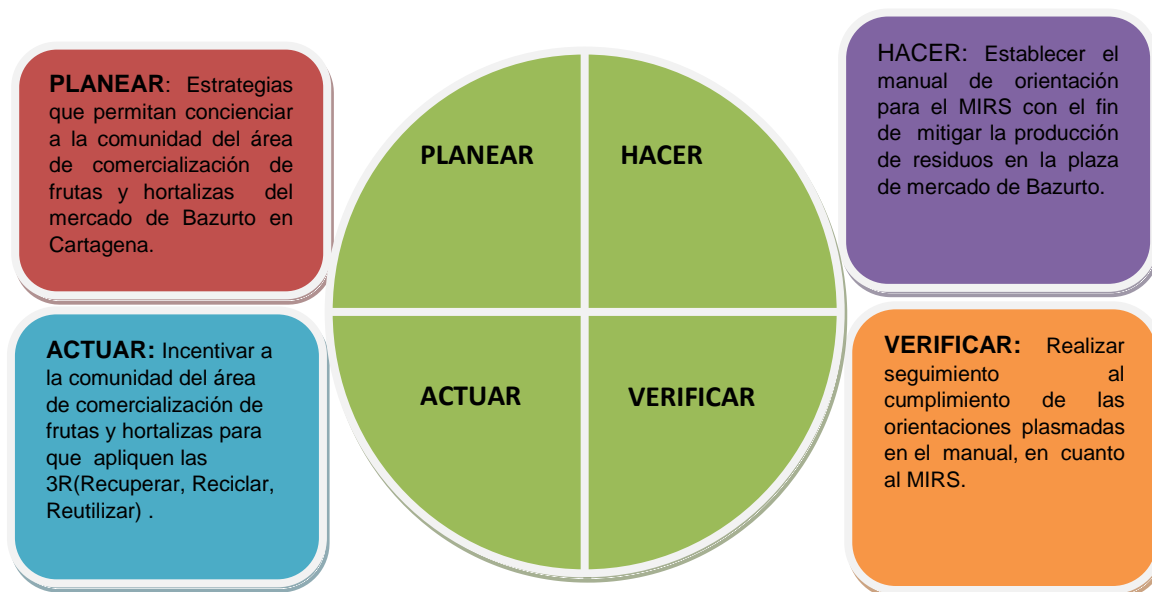 PLANEAR: Estrategias
que permitan concienciar
a la comunidad del área
de comercialización de
frutas y hortalizas del
mercado de Bazurto en
Cartagena.
PLANEAR
HACER
HACER: Establecer el
manual de orientación
para el MIRS con el fin
de mitigar la producción
de residuos en la plaza
de mercado de Bazurto.
ACTUAR: Incentivar a
la comunidad del área
de comercialización de
frutas y hortalizas para
que apliquen las
3R(Recuperar, Reciclar,
Reutilizar) .
ACTUAR
VERIFICAR
VERIFICAR: Realizar
seguimiento al
cumplimiento de las
orientaciones plasmadas
en el manual, en cuanto
al MIRS.